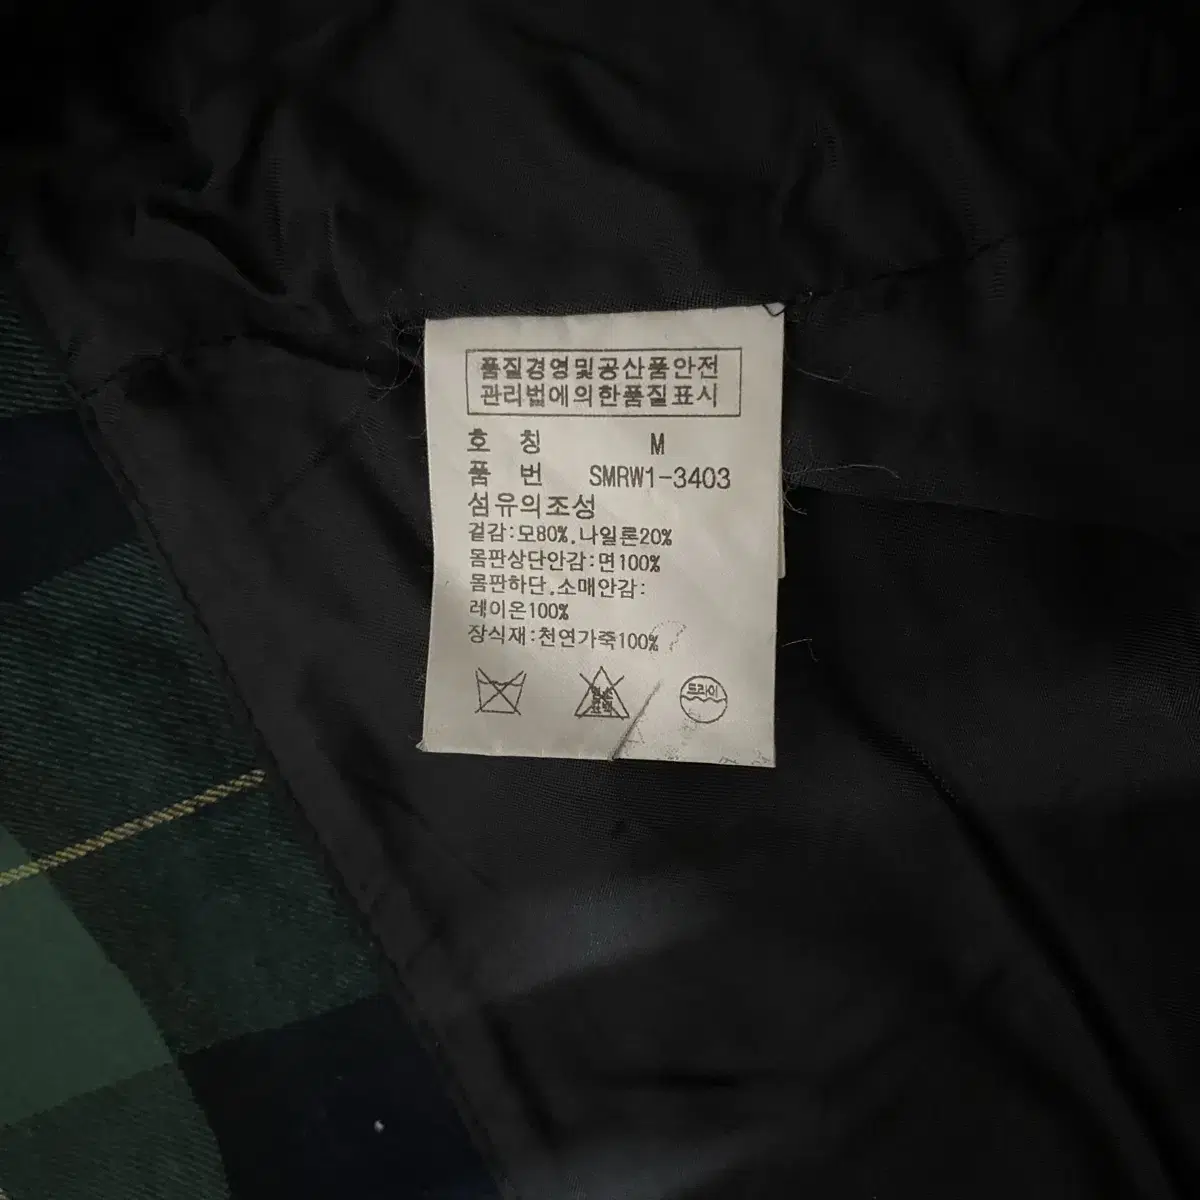 품질경영및공산품안전
관리법에의한품질표시
호 칭 M
품 번 SMRW1-3403
섬유의조성
겉감:모80%.나일론20%
몸판상단안감:면100%
몸판하단.소매안감:
레이온100%
장식재:천연가죽100%
염소
표백
드라이